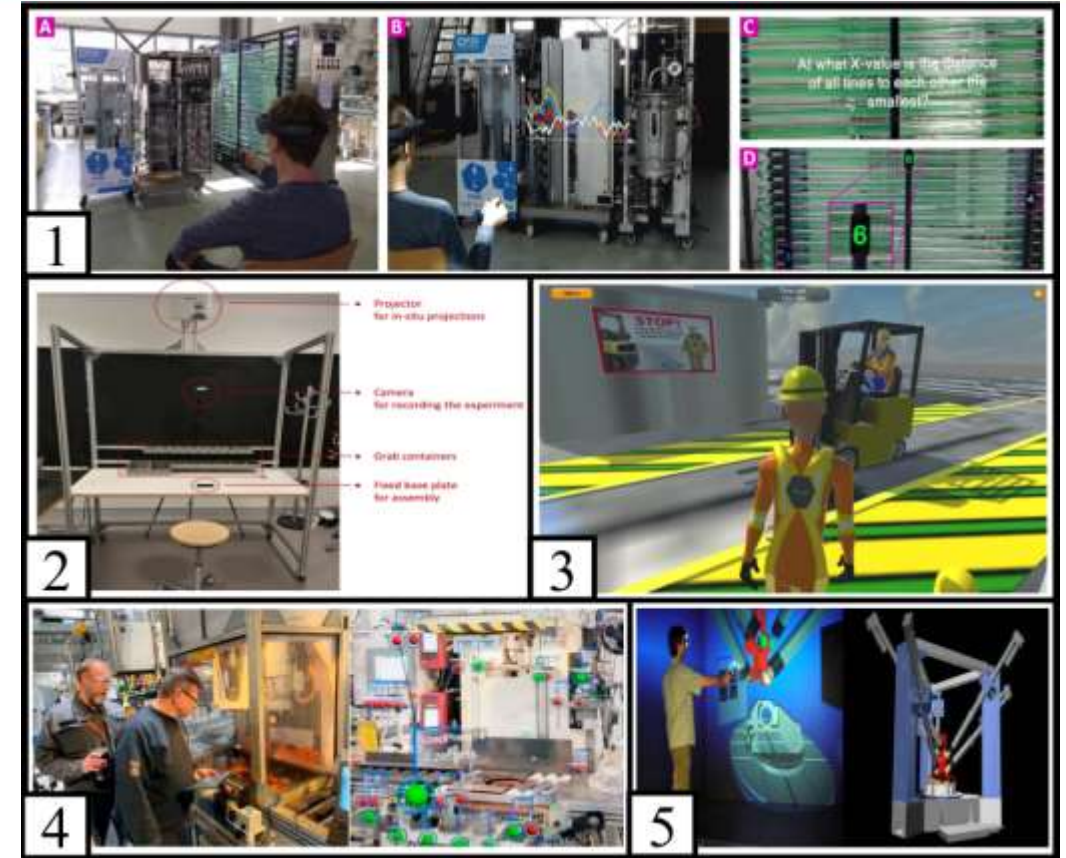 A
B
C
At what X-value is the distance
of all lines to each other the
smallest?
D
6
1
Projector
for in-situ projections
Camera
for recording the experiment
Grab containers
Fixed base plate
for assembly
2
STOP!
3
4
5